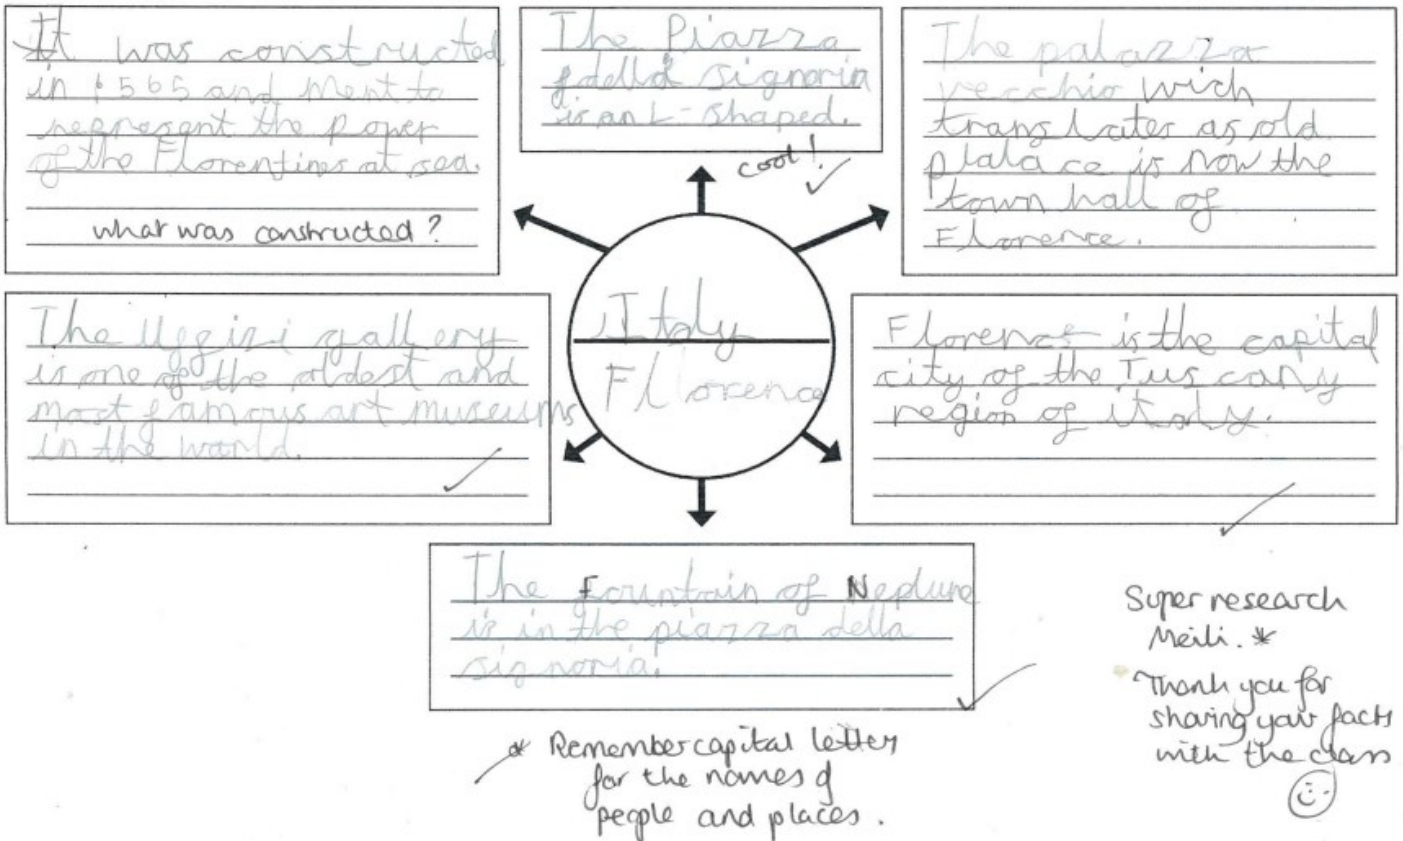 It was constructed
in 1565 and ment to
represent the power
of the Florentines at sea.
what was constructed?
The Piazza
della signoria
is an L-shaped.
cool!
The palazza
vecchio wich
translates as old
plalace is now the
town hall of
Florence.
The Uffizi gallery
is one of the oldest and
most famous art museums
in the world.
Italy
Florence
Florence is the capital
city of the Tuscany
region of italy.
The Fountain of Neptune
is in the piazza della
signoria.
* Remember capital letters
for the names of
people and places.
Super research
Meili. *
Thank you for
sharing your facts
with the class